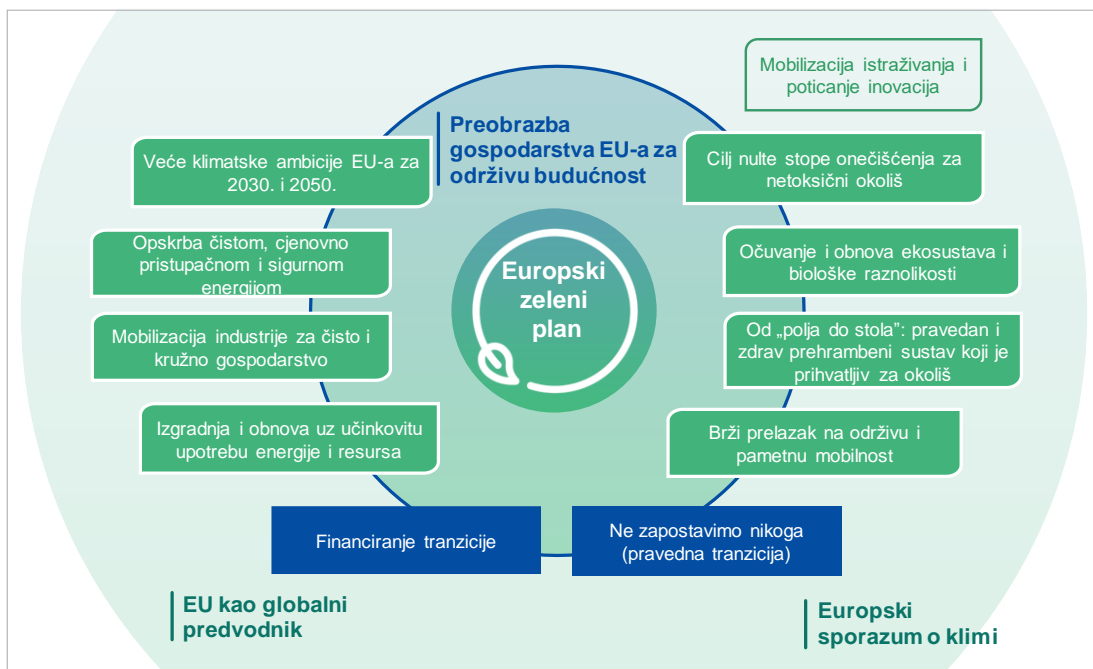 Mobilizacija istraživanja i
poticanje inovacija
Preobrazba
gospodarstva EU-a za
održivu budućnost
Veće klimatske ambicije EU-a za
2030. i 2050.
Cilj nulte stope onečišćenja za
netoksični okoliš
Opskrba čistom, cjenovno
pristupačnom i sigurnom
energijom
Europski
zeleni
plan
Očuvanje i obnova ekosustava i
biološke raznolikosti
Mobilizacija industrije za čisto i
kružno gospodarstvo
Od „polja do stola”: pravedan i
zdrav prehrambeni sustav koji je
prihvatljiv za okoliš
Izgradnja i obnova uz učinkovitu
upotrebu energije i resursa
Brži prelazak na održivu i
pametnu mobilnost
Financiranje tranzicije
Ne zapostavimo nikoga
(pravedna tranzicija)
EU kao globalni
predvodnik
Europski
sporazum o klimi